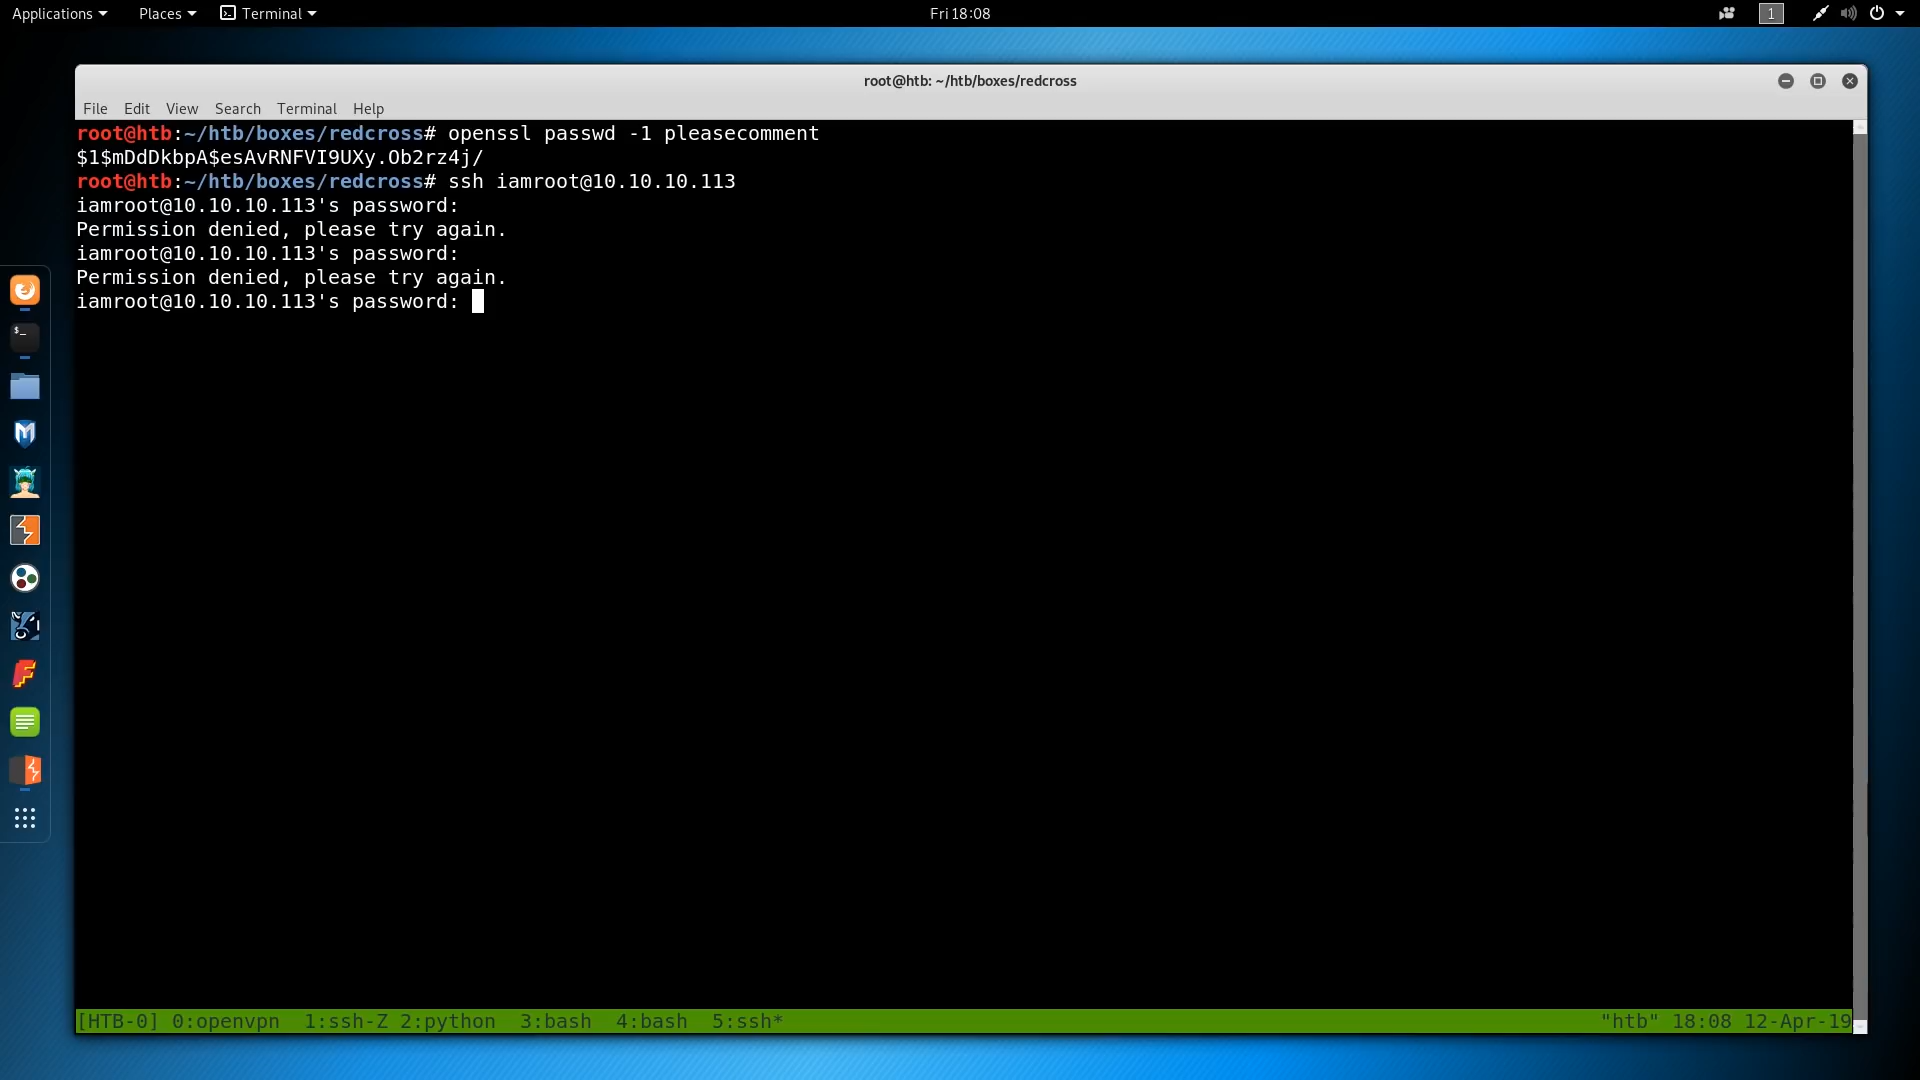 Applications Places Terminal Fri 18:08 1
root@htb: ~/htb/boxes/redcross
File Edit View Search Terminal Help
root@htb:~/htb/boxes/redcross# openssl passwd -1 pleasecomment
$1$mDdDkbpA$esAvRNFVI9UXy.Ob2rz4j/
root@htb:~/htb/boxes/redcross# ssh iamroot@10.10.10.113
iamroot@10.10.10.113's password:
Permission denied, please try again.
iamroot@10.10.10.113's password:
Permission denied, please try again.
iamroot@10.10.10.113's password:
[HTB-0] 0:openvpn 1:ssh-Z 2:python 3:bash 4:bash 5:ssh* "htb" 18:08 12-Apr-19